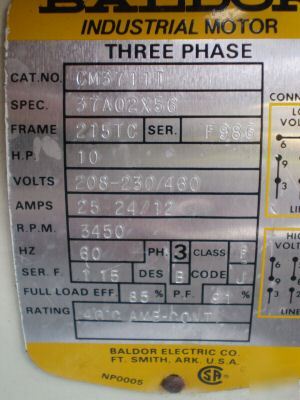 BALDOR
INDUSTRIAL MOTOR
THREE PHASE
CAT.NO. CM3711T
SPEC. 37A02X56
FRAME 215TC SER. F986
H.P. 10
VOLTS 208-230/460
AMPS 25-24/12
R.P.M. 3450
HZ 60 PH. 3 CLASS
SER. F. 1.15 DES B CODE J
FULL LOAD EFF. 85 % P.F. 91 %
RATING 40°C AMB-CONT
BALDOR ELECTRIC CO.
FT. SMITH, ARK. U.S.A.
NP0005